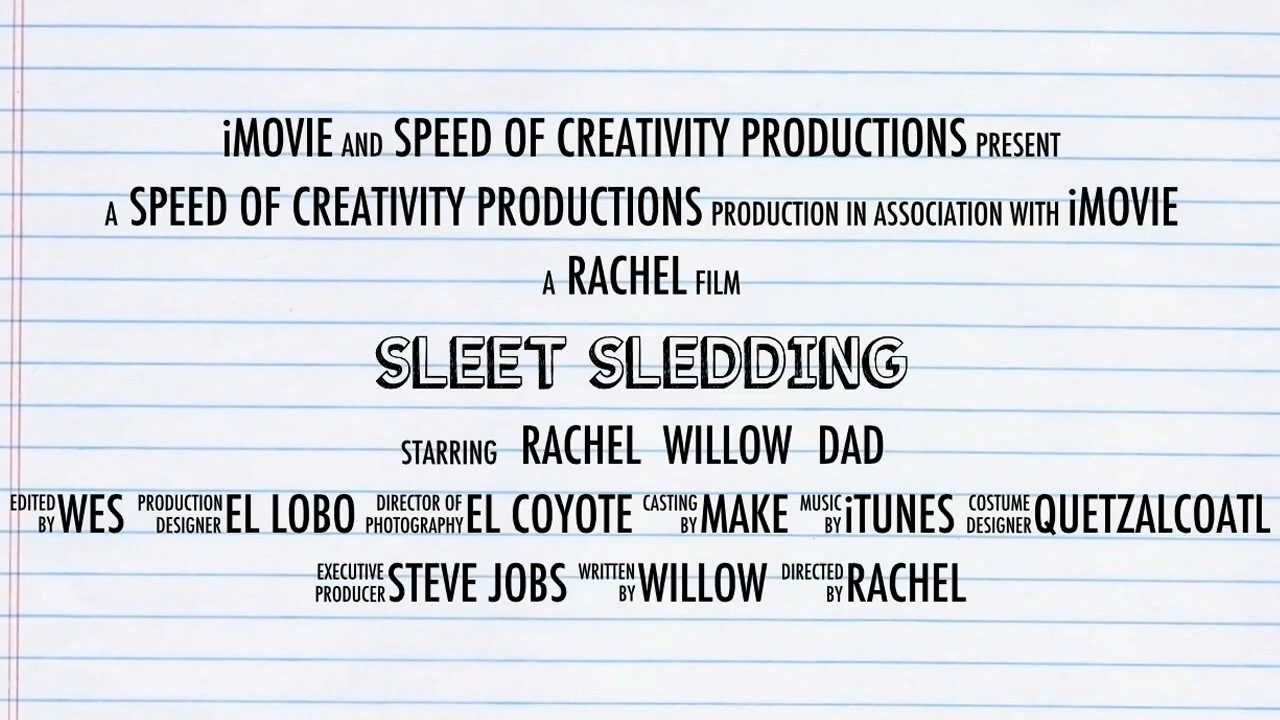 iMOVIE AND SPEED OF CREATIVITY PRODUCTIONS PRESENT
A SPEED OF CREATIVITY PRODUCTIONS PRODUCTION IN ASSOCIATION WITH iMOVIE
A RACHEL FILM
SLEET SLEDDING
STARRING RACHEL WILLOW DAD
EDITED BY WES PRODUCTION DESIGNER EL LOBO DIRECTOR OF PHOTOGRAPHY EL COYOTE CASTING BY MAKE MUSIC BY iTUNES COSTUME DESIGNER QUETZALCOATL
EXECUTIVE PRODUCER STEVE JOBS WRITTEN BY WILLOW DIRECTED BY RACHEL